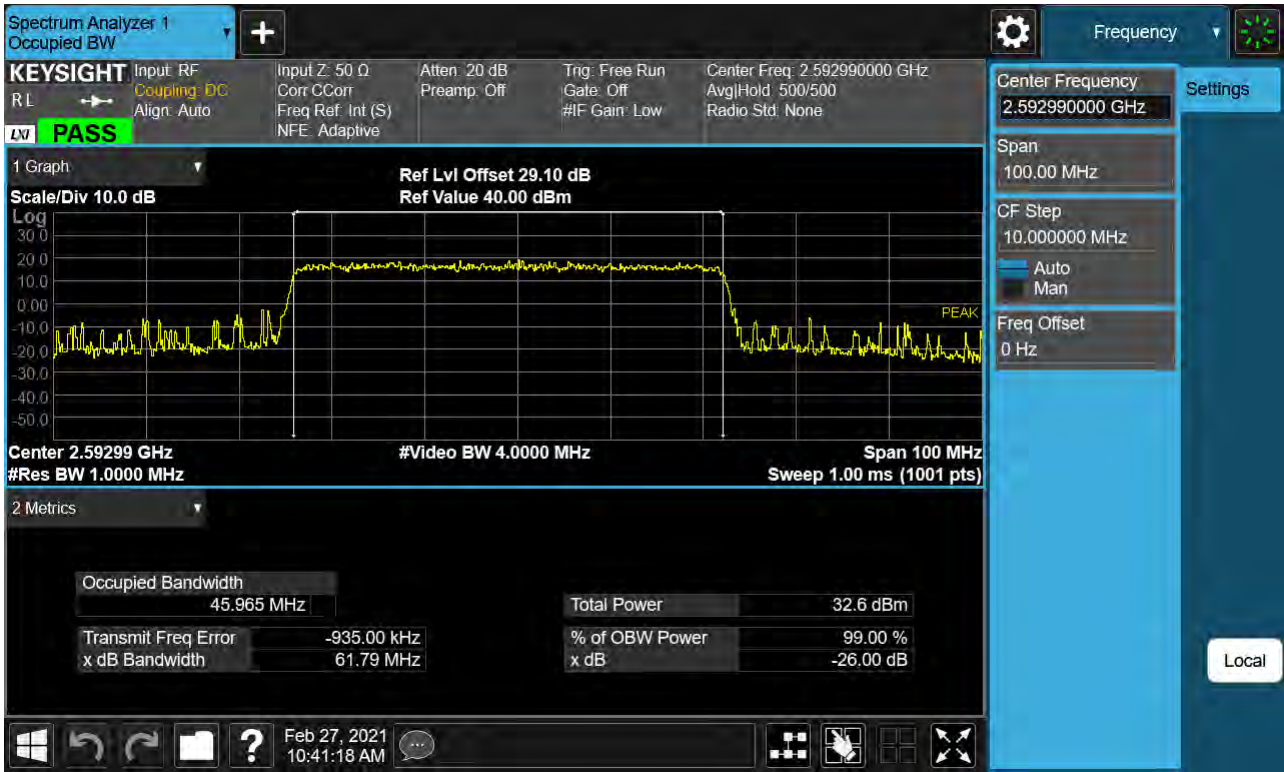 Spectrum Analyzer 1
Occupied BW
Frequency
KEYSIGHT
RL
LXI
PASS
Input: RF
Coupling: DC
Align: Auto
Input Z: 50 Ω
Corr CCorr
Freq Ref: Int (S)
NFE: Adaptive
Atten: 20 dB
Preamp: Off
Trig: Free Run
Gate: Off
#IF Gain: Low
Center Freq: 2.592990000 GHz
Avg|Hold: 500/500
Radio Std: None
Center Frequency
2.592990000 GHz
Settings
Span
100.00 MHz
CF Step
10.000000 MHz
Auto
Man
Freq Offset
0 Hz
Local
1 Graph
Scale/Div 10.0 dB
Ref Lvl Offset 29.10 dB
Ref Value 40.00 dBm
Log
30.0
20.0
10.0
0.00
-10.0
-20.0
-30.0
-40.0
-50.0
PEAK
Center 2.59299 GHz
#Video BW 4.0000 MHz
Span 100 MHz
#Res BW 1.0000 MHz
Sweep 1.00 ms (1001 pts)
2 Metrics
Occupied Bandwidth
45.965 MHz
Transmit Freq Error -935.00 kHz
x dB Bandwidth 61.79 MHz
Total Power 32.6 dBm
% of OBW Power 99.00 %
x dB -26.00 dB
?
Feb 27, 2021
10:41:18 AM